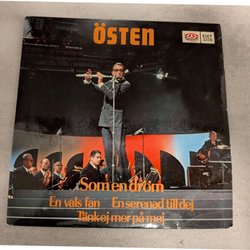 ÖSTEN
Som en dröm
En vals fan En serenad till dej
Tänk ej mer på mej